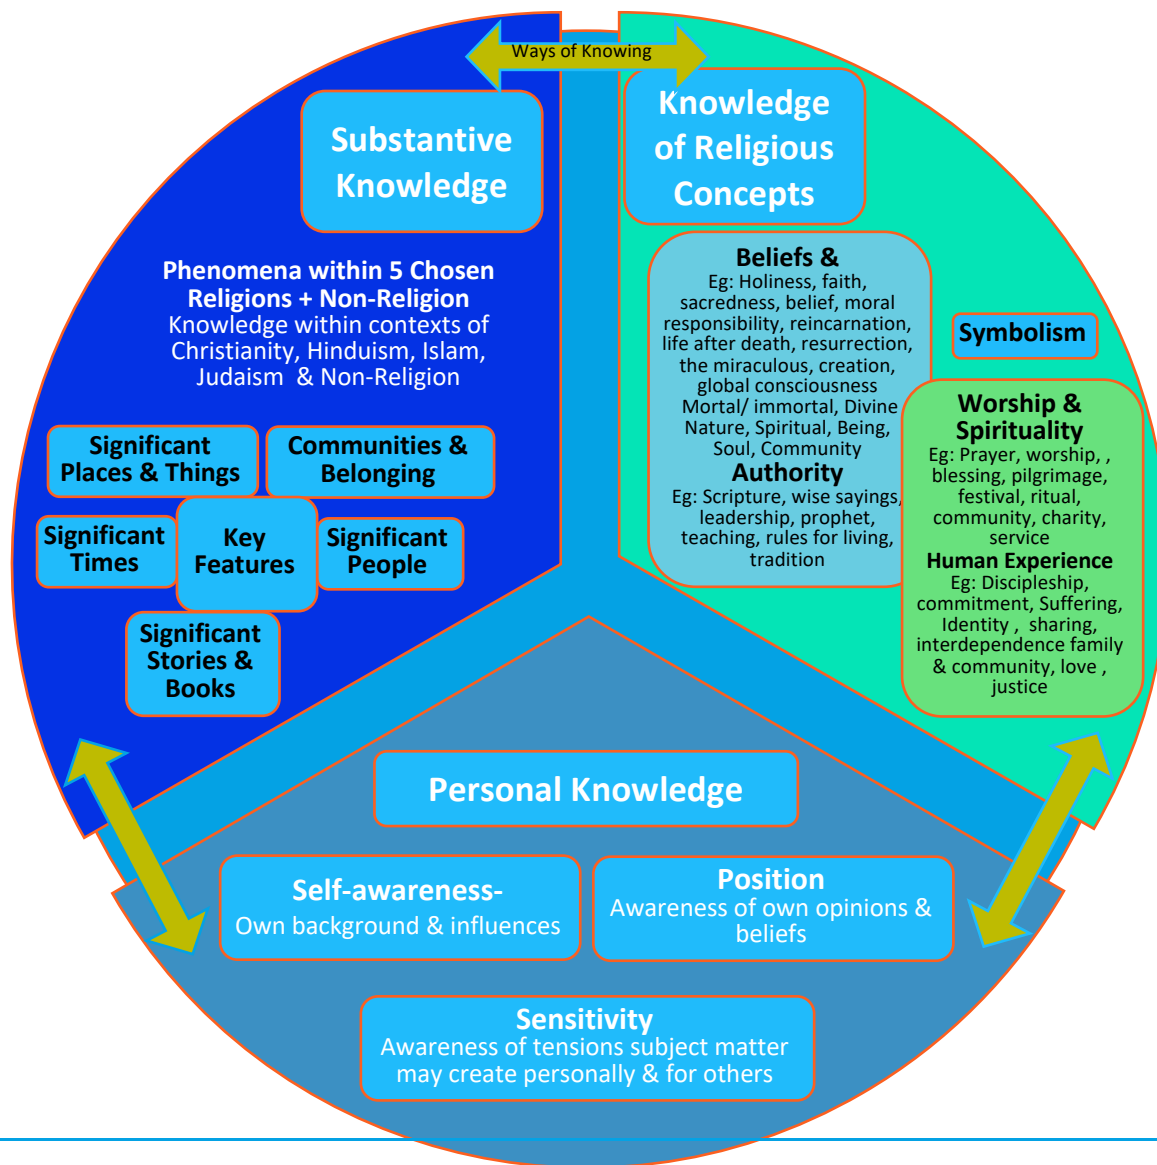 Ways of Knowing
Substantive
Knowledge
Phenomena within 5 Chosen
Religions + Non-Religion
Knowledge within contexts of
Christianity, Hinduism, Islam,
Judaism & Non-Religion
Significant
Places & Things
Communities &
Belonging
Significant
Times
Key
Features
Significant
People
Significant
Stories &
Books
Knowledge
of Religious
Concepts
Beliefs &
Eg: Holiness, faith,
sacredness, belief, moral
responsibility, reincarnation,
life after death, resurrection,
the miraculous, creation,
global consciousness
Mortal/ immortal, Divine
Nature, Spiritual, Being,
Soul, Community
Authority
Eg: Scripture, wise sayings,
leadership, prophet,
teaching, rules for living,
tradition
Symbolism
Worship &
Spirituality
Eg: Prayer, worship, ,
blessing, pilgrimage,
festival, ritual,
community, charity,
service
Human Experience
Eg: Discipleship,
commitment, Suffering,
Identity , sharing,
interdependence family
& community, love ,
justice
Personal Knowledge
Self-awareness-
Own background & influences
Position
Awareness of own opinions &
beliefs
Sensitivity
Awareness of tensions subject matter
may create personally & for others